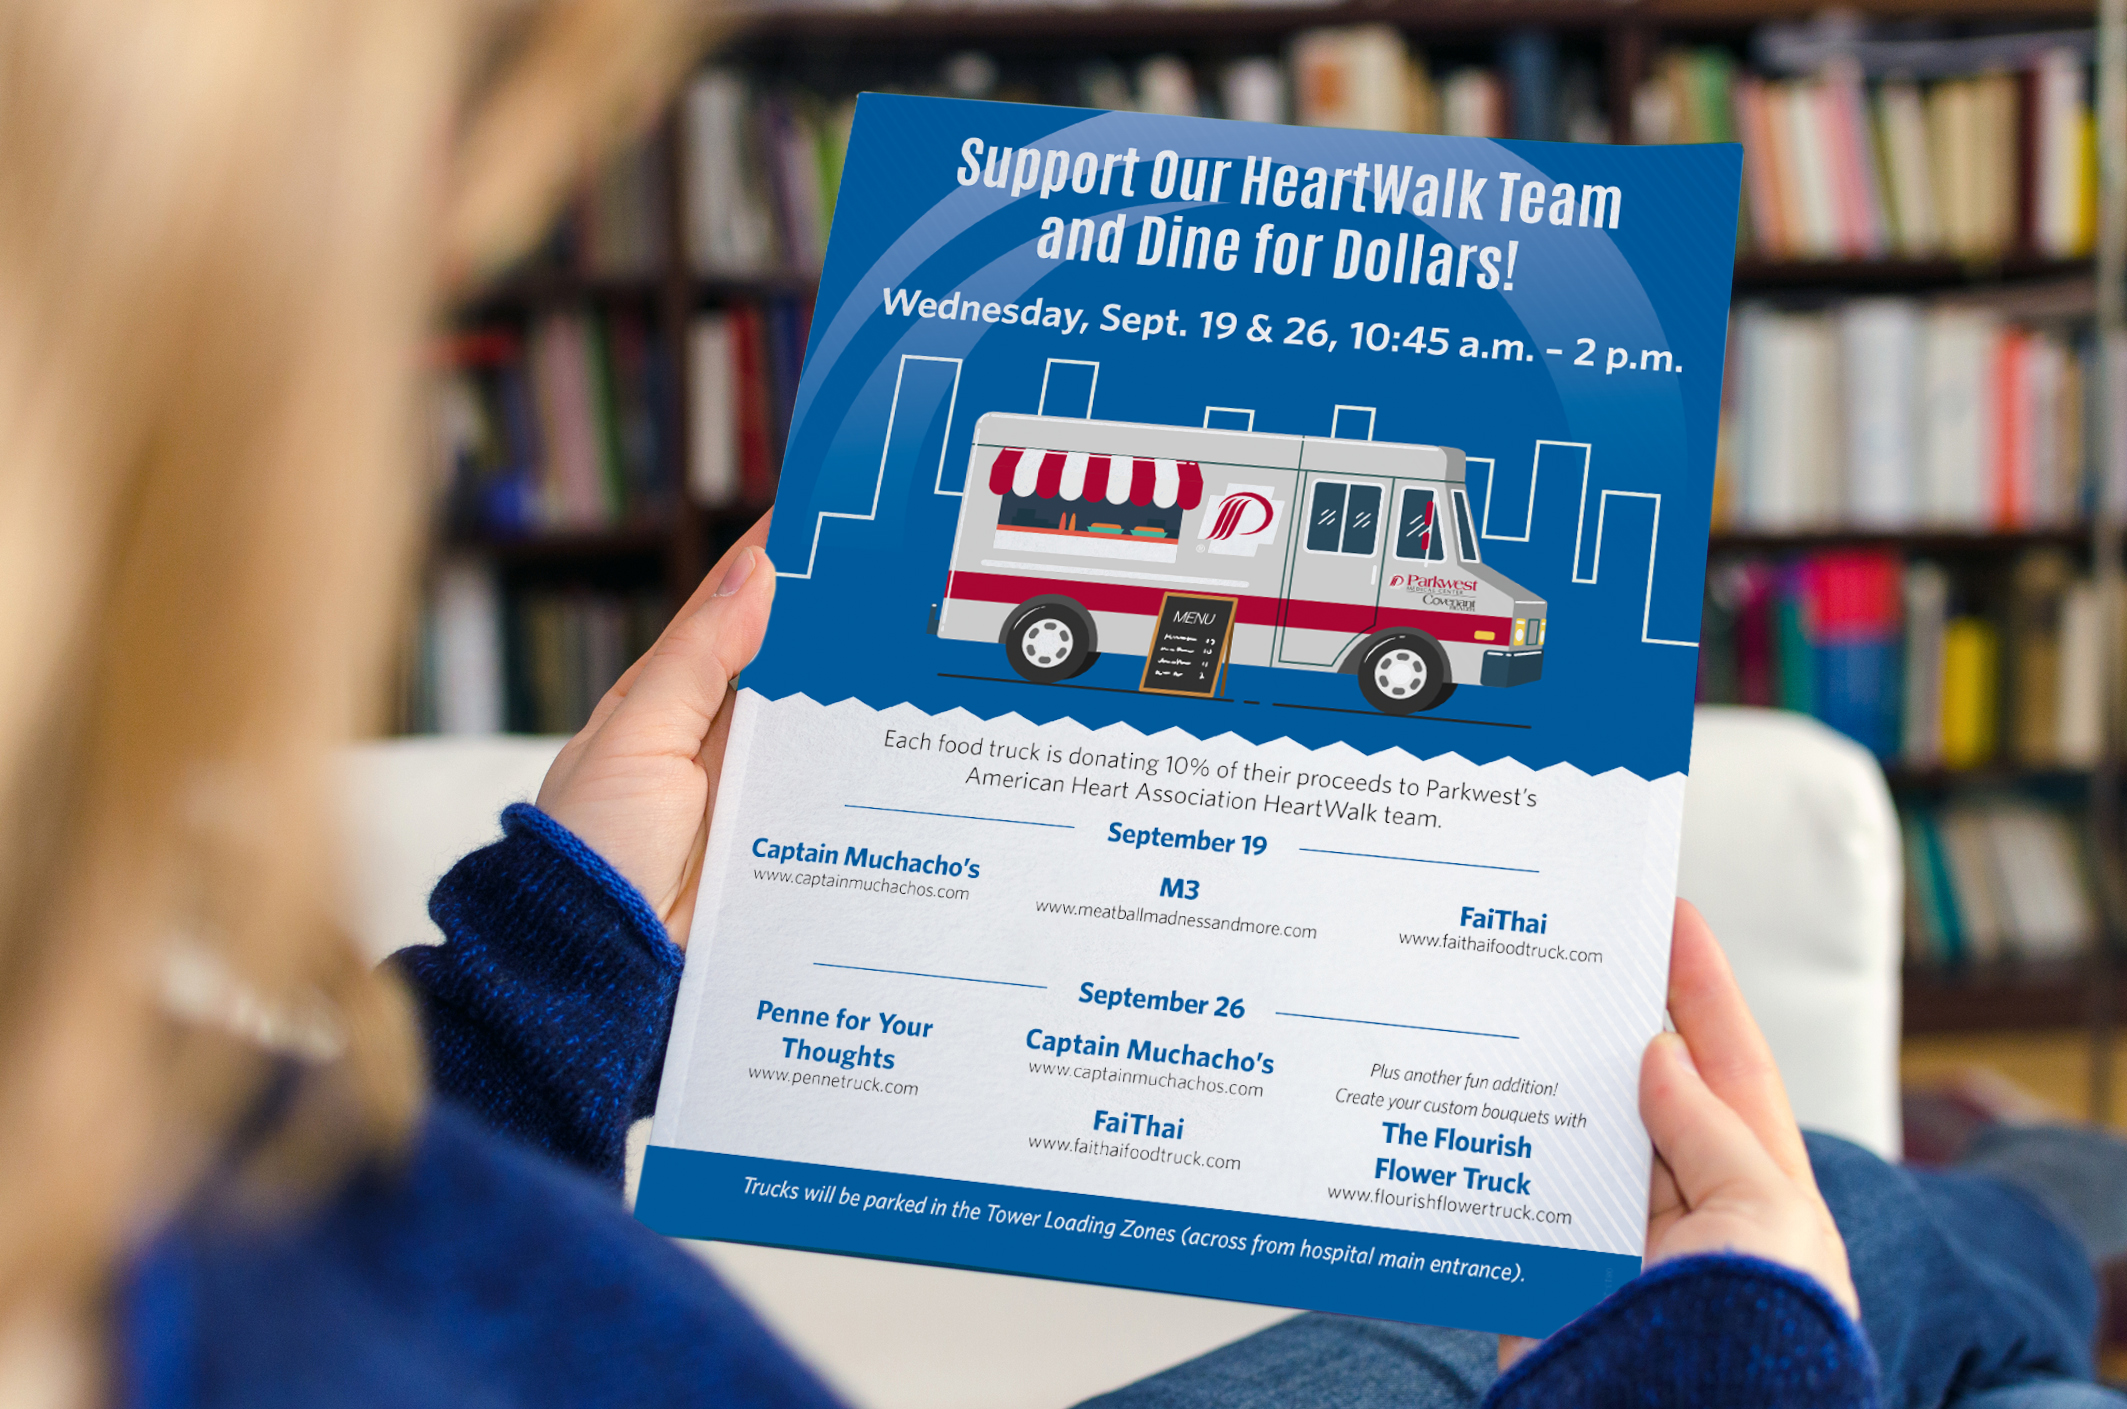 Support Our HeartWalk Team
and Dine for Dollars!
Wednesday, Sept. 19 & 26, 10:45 a.m. – 2 p.m.
Parkwest
MEDICAL CENTER
Covenant
HEALTH
MENU
Each food truck is donating 10% of their proceeds to Parkwest's
American Heart Association HeartWalk team.
September 19
Captain Muchacho's
www.captainmuchachos.com
M3
www.meatballmadnessandmore.com
FaiThai
www.faithaifoodtruck.com
September 26
Penne for Your
Thoughts
www.pennetruck.com
Captain Muchacho's
www.captainmuchachos.com
FaiThai
www.faithaifoodtruck.com
Plus another fun addition!
Create your custom bouquets with
The Flourish
Flower Truck
www.flourishflowertruck.com
Trucks will be parked in the Tower Loading Zones (across from hospital main entrance).